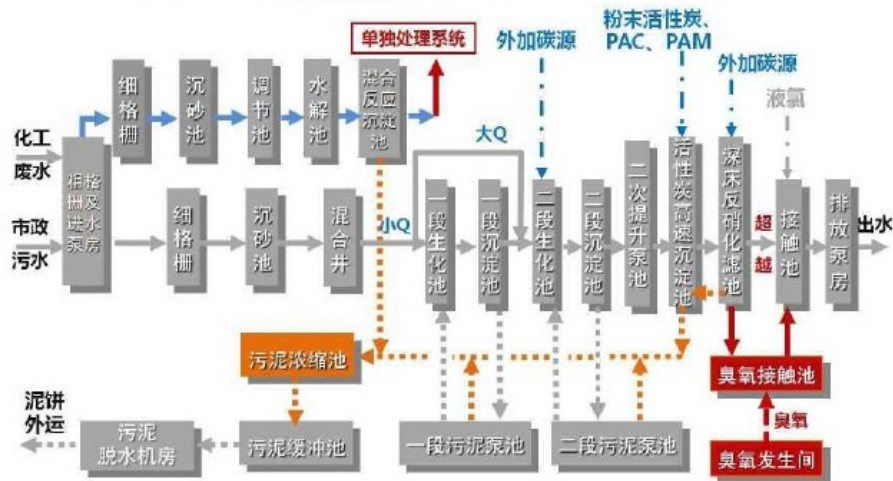 粉末活性炭、
PAC、PAM
单独处理系统
外加碳源
外加碳源
液氯
细格栅
沉砂池
调节池
水解池
混合
反应
沉淀
池
大Q
化工
废水
粗格
栅及
进水
泵房
市政
污水
细格栅
沉砂池
混合井
小Q
一段生化池
一段沉淀池
二段生化池
二段沉淀池
二次提升泵池
活性炭高速沉淀池
深床反硝化滤池
超
越
接触池
排放泵房
出水
污泥浓缩池
臭氧接触池
泥饼
外运
污泥
脱水机房
污泥缓冲池
一段污泥泵池
二段污泥泵池
臭氧
臭氧发生间